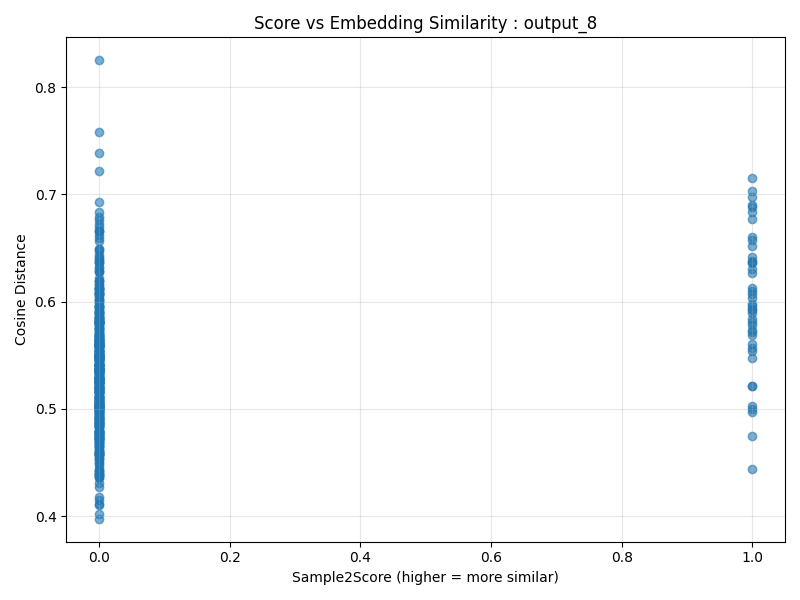 Score vs Embedding Similarity : output_8
Cosine Distance
0.8
0.7
0.6
0.5
0.4
0.0 0.2 0.4 0.6 0.8 1.0
Sample2Score (higher = more similar)